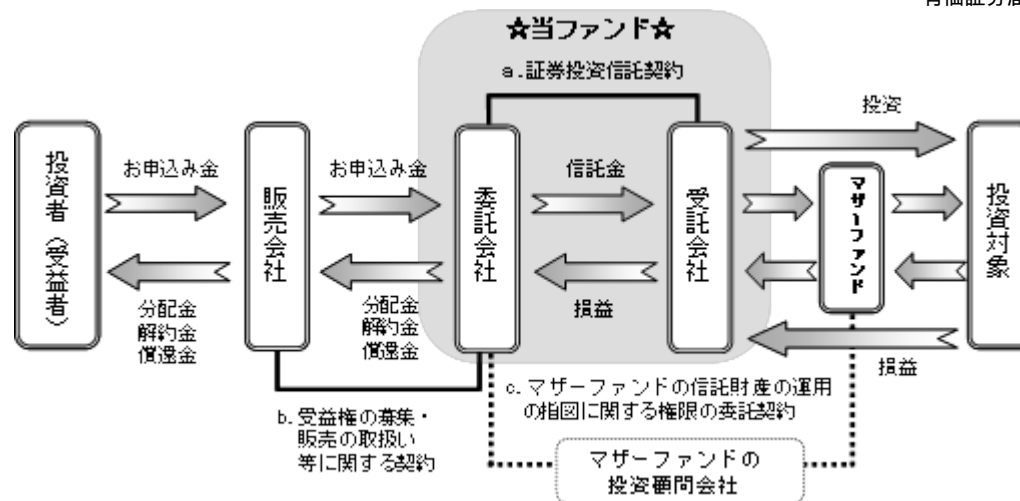 ☆当ファンド☆
a.証券投資信託契約
投資
投資者(受益者)
お申込み金
販売会社
お申込み金
委託会社
信託金
受託会社
マザーファンド
投資対象
分配金
解約金
償還金
分配金
解約金
償還金
損益
損益
b.受益権の募集・
販売の取扱い
等に関する契約
c.マザーファンドの信託財産の運用
の指図に関する権限の委託契約
マザーファンドの
投資顧問会社